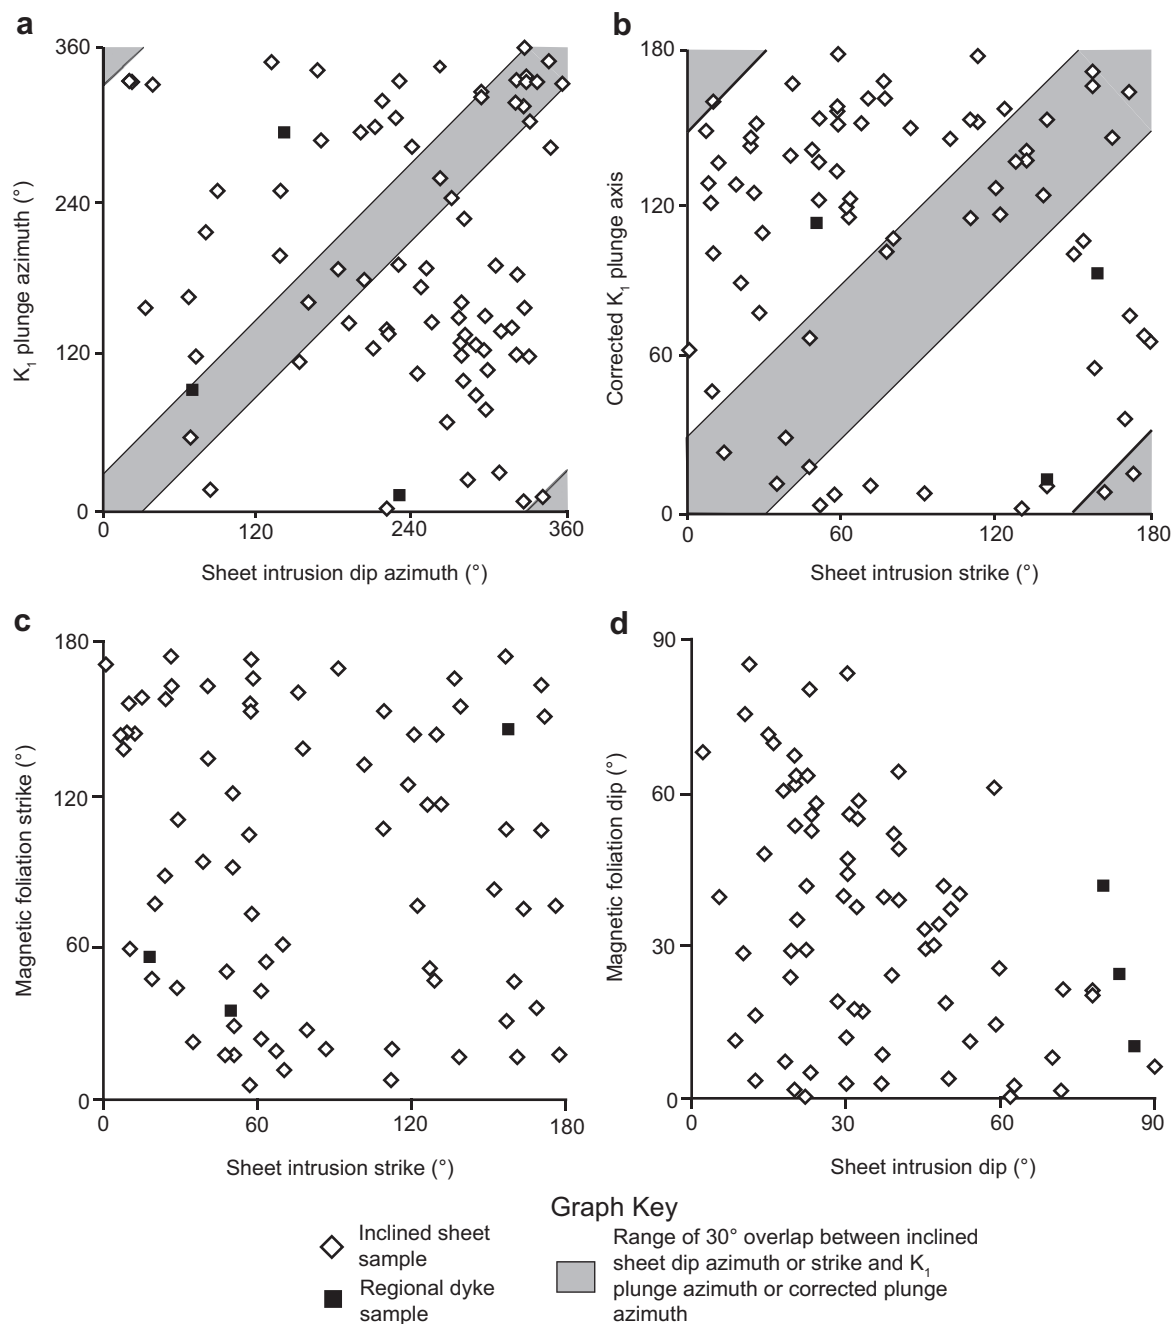 a
360
240
120
0
K₁ plunge azimuth (°)
0 120 240 360
Sheet intrusion dip azimuth (°)
b
180
120
60
0
Corrected K₁ plunge axis
0 60 120 180
Sheet intrusion strike (°)
c
180
120
60
0
Magnetic foliation strike (°)
0 60 120 180
Sheet intrusion strike (°)
d
90
60
30
0
Magnetic foliation dip (°)
0 30 60 90
Sheet intrusion dip (°)
Graph Key
Inclined sheet
sample
Regional dyke
sample
Range of 30° overlap between inclined
sheet dip azimuth or strike and K₁
plunge azimuth or corrected plunge
azimuth